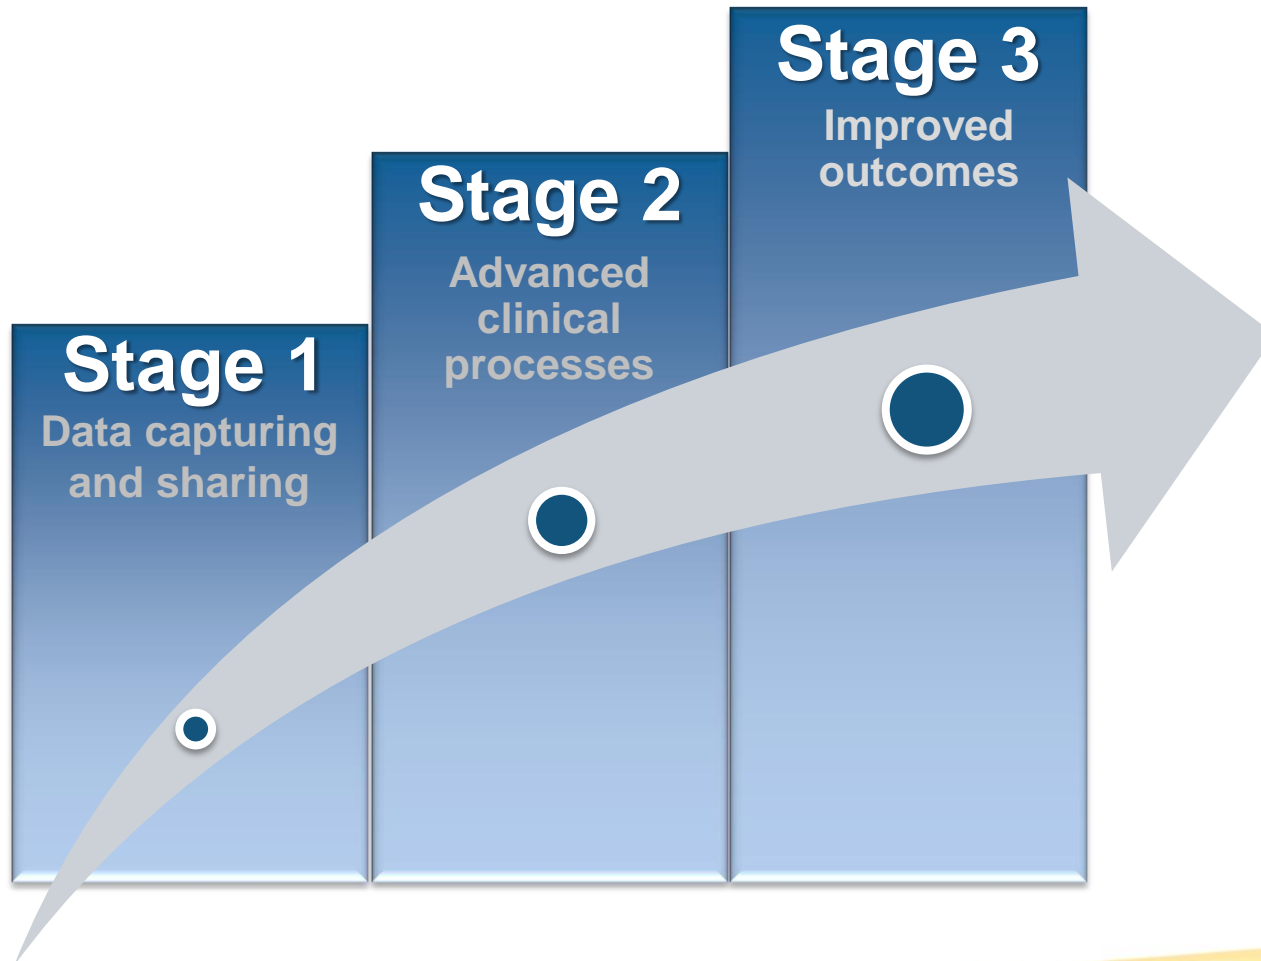 Stage 1
Data capturing
and sharing
Stage 2
Advanced
clinical
processes
Stage 3
Improved
outcomes